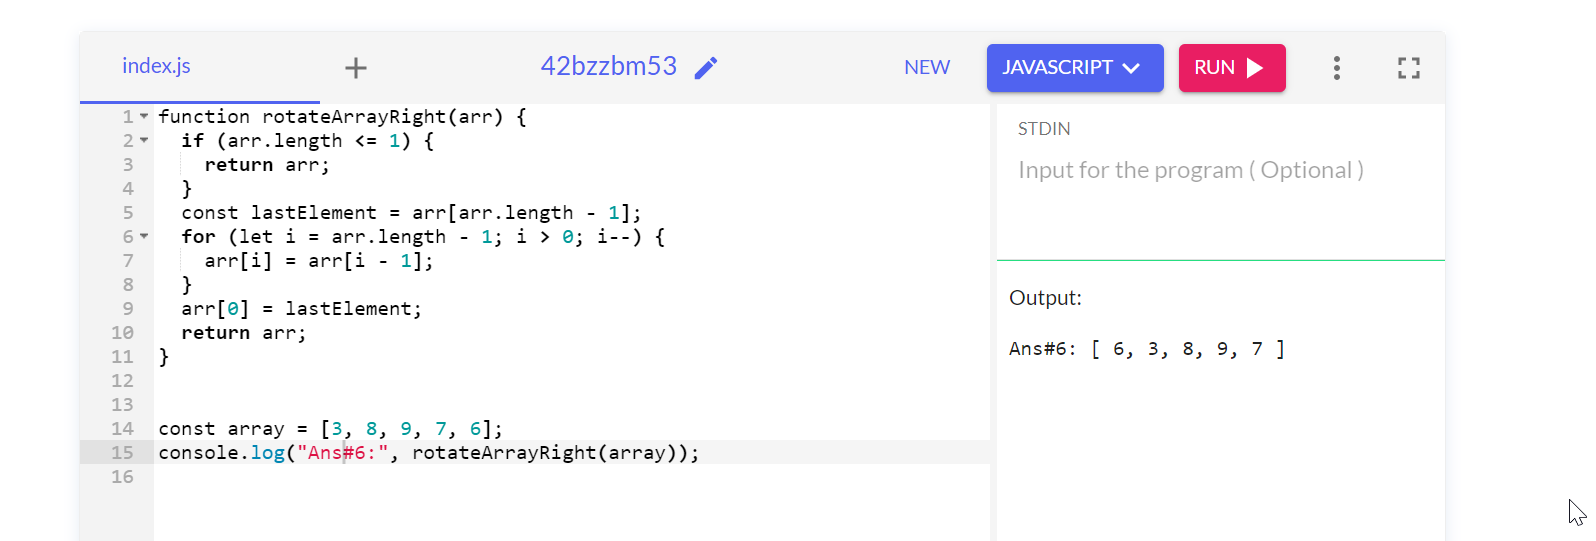 index.js + 42bzzbm53 NEW JAVASCRIPT RUN
1 function rotateArrayRight(arr) {
2   if (arr.length <= 1) {
3     return arr;
4   }
5   const lastElement = arr[arr.length - 1];
6   for (let i = arr.length - 1; i > 0; i--) {
7     arr[i] = arr[i - 1];
8   }
9   arr[0] = lastElement;
10   return arr;
11 }
12
13
14 const array = [3, 8, 9, 7, 6];
15 console.log("Ans#6:", rotateArrayRight(array));
16
STDIN
Input for the program ( Optional )
Output:
Ans#6: [ 6, 3, 8, 9, 7 ]